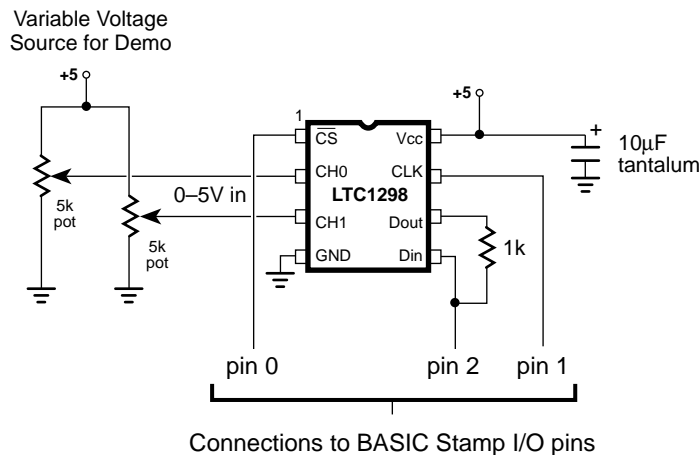 Variable Voltage
Source for Demo
+5
5k
pot
5k
pot
0–5V in
1
CS
CH0
CH1
GND
LTC1298
Vcc
CLK
Dout
Din
+5
+
10µF
tantalum
1k
pin 0
pin 2
pin 1
Connections to BASIC Stamp I/O pins